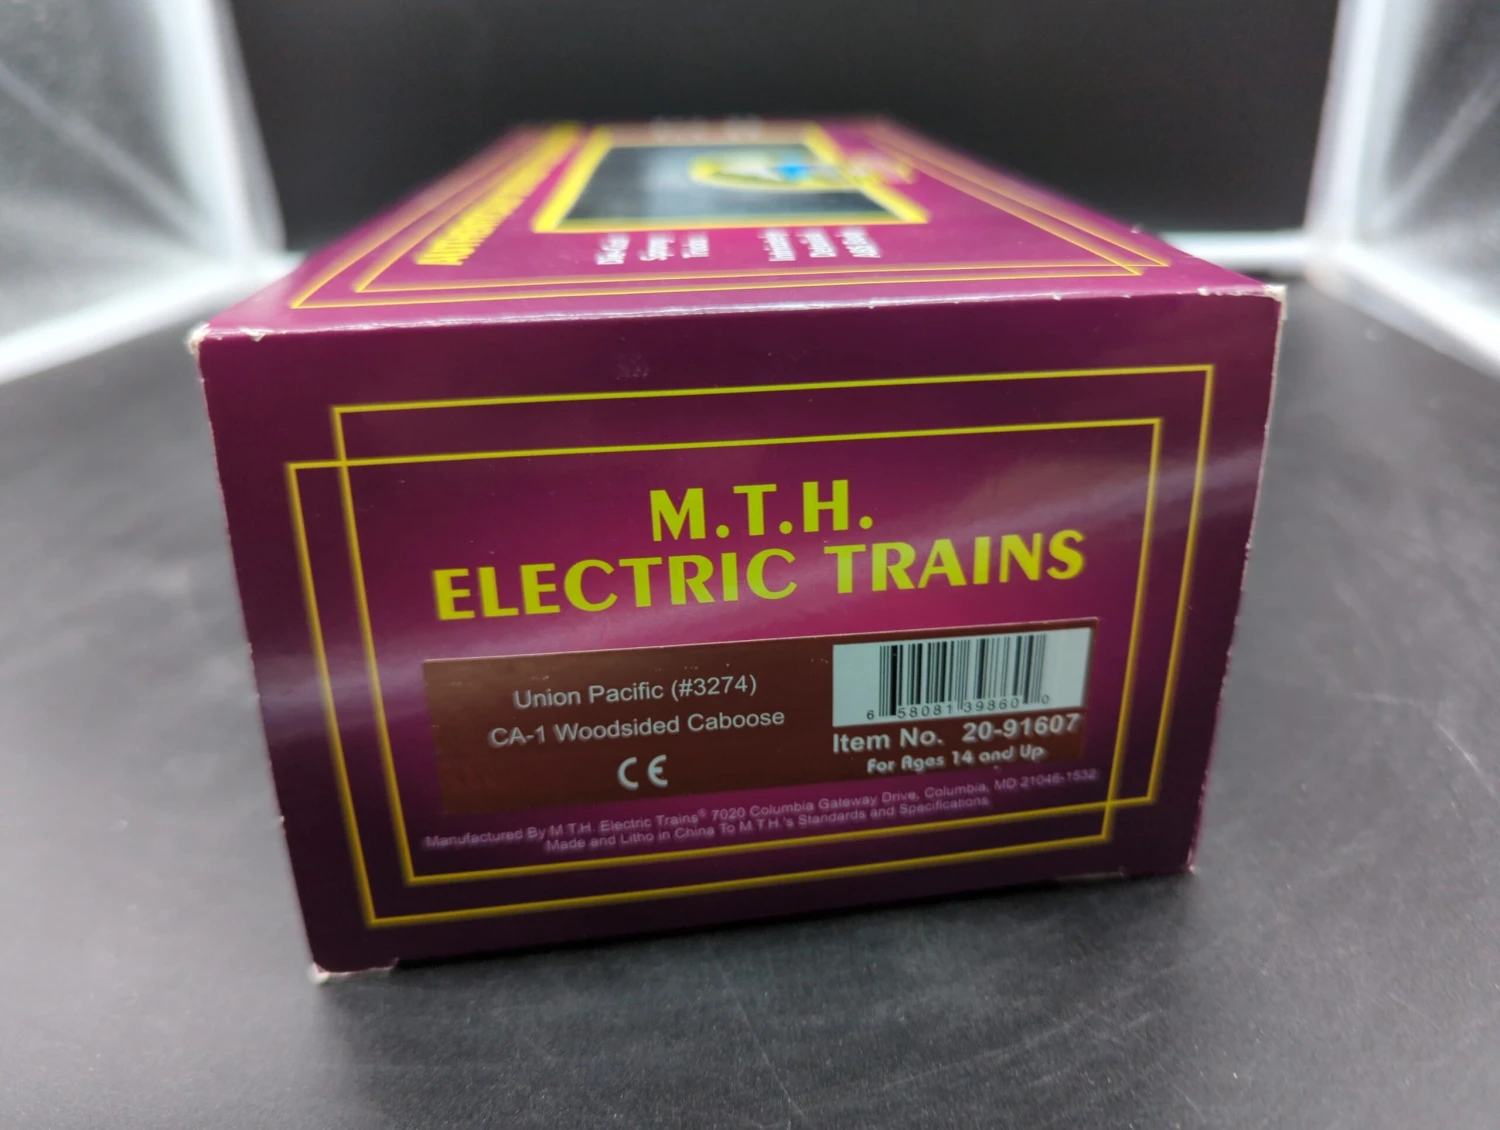 M.T.H.
ELECTRIC TRAINS
Union Pacific (#3274)
CA-1 Woodsided Caboose
CE
6 58081 39860 0
Item No. 20-91607
For Ages 14 and Up
Manufactured By M.T.H. Electric Trains® 7020 Columbia Gateway Drive, Columbia, MD 21046-1532
Made and Litho in China To M.T.H.'s Standards and Specifications